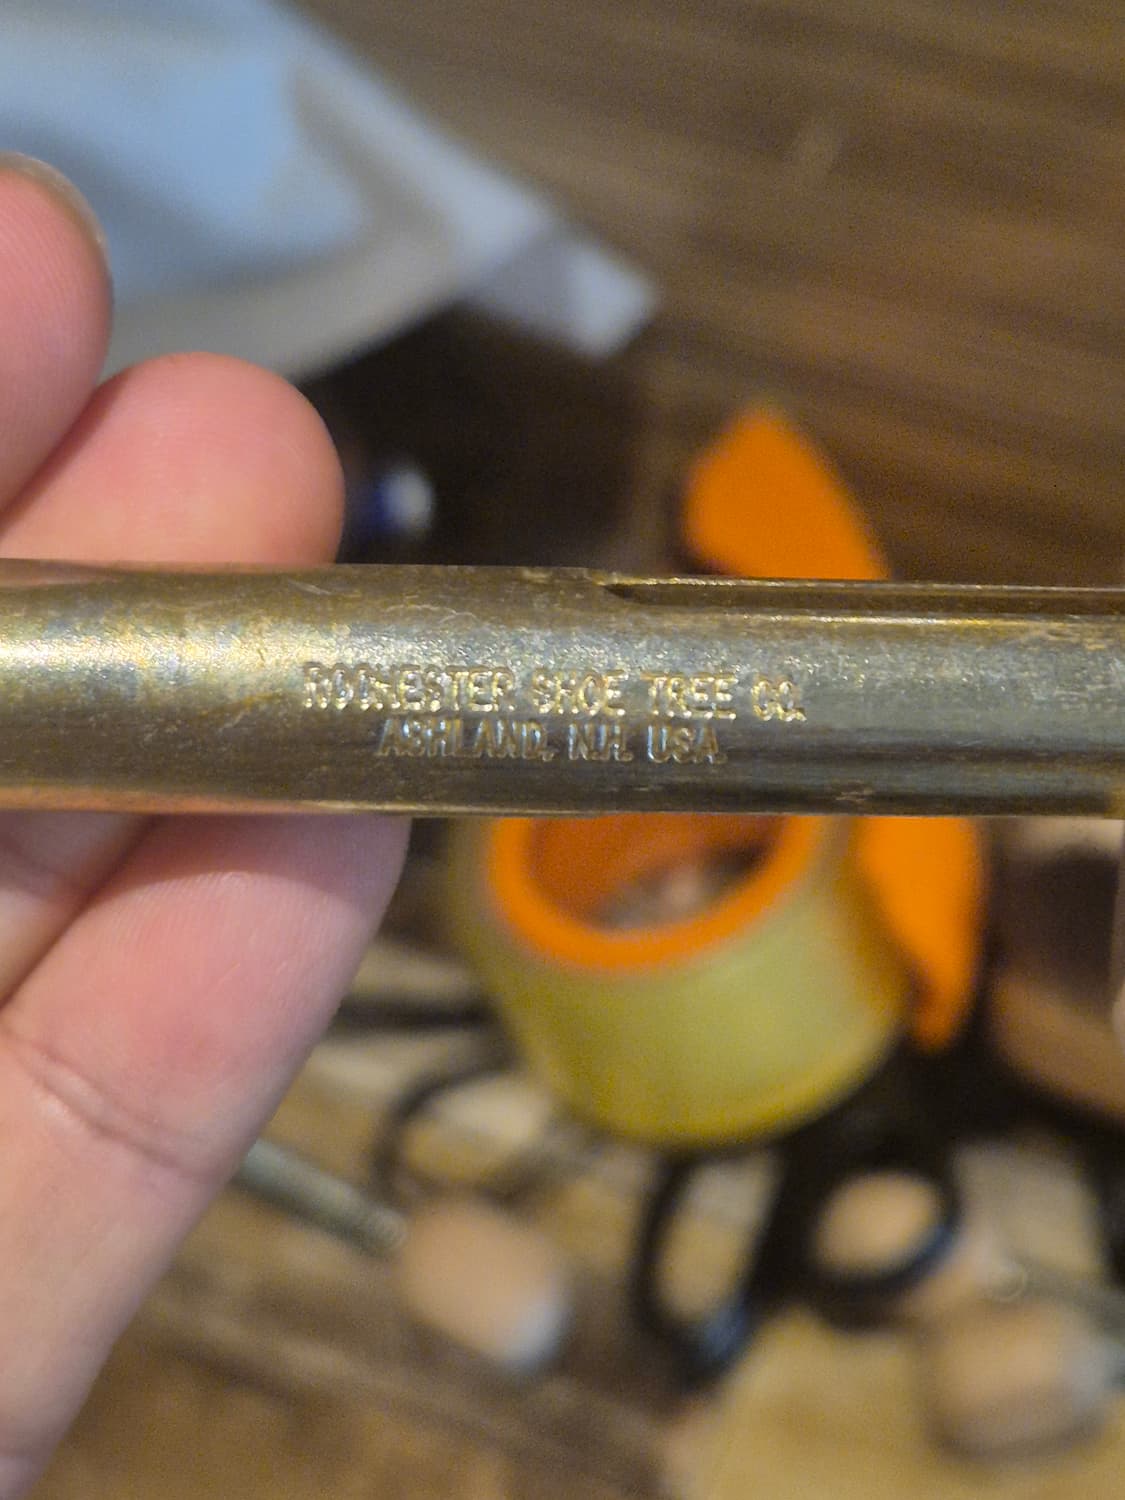 ROCHESTER SHOE TREE CO.
ASHLAND, N.H. USA